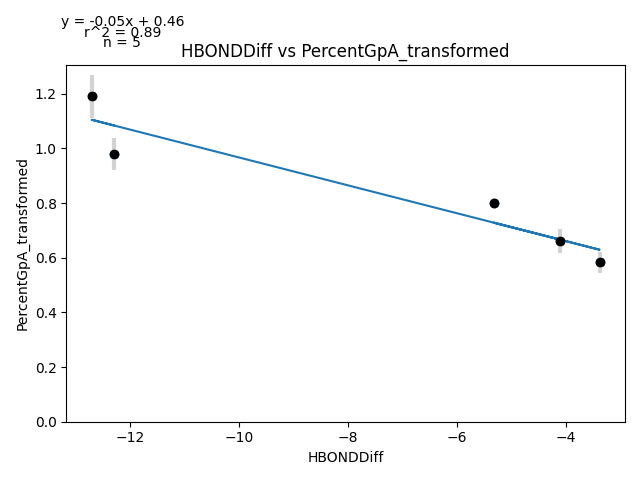 y = -0.05x + 0.46
r^2 = 0.89
n = 5
HBONDDiff vs PercentGpA_transformed
PercentGpA_transformed
1.2
1.0
0.8
0.6
0.4
0.2
0.0
−12
−10
−8
−6
−4
HBONDDiff